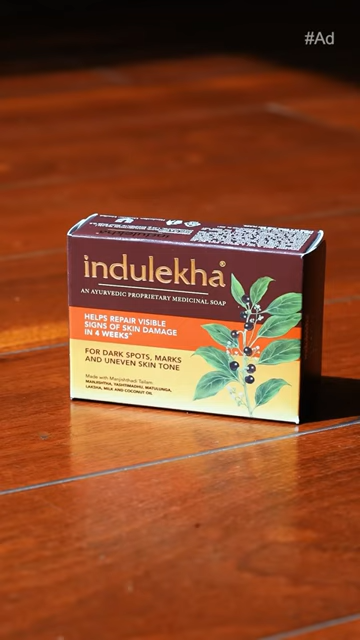 #Ad
indulekha®
AN AYURVEDIC PROPRIETARY MEDICINAL SOAP
HELPS REPAIR VISIBLE
SIGNS OF SKIN DAMAGE
IN 4 WEEKS*
FOR DARK SPOTS, MARKS
AND UNEVEN SKIN TONE
Made with Manjishthadi Tailam:
MANJISHTHA, YASHTIMADHU, MATULUNGA,
LAKSHA, MILK AND COCONUT OIL